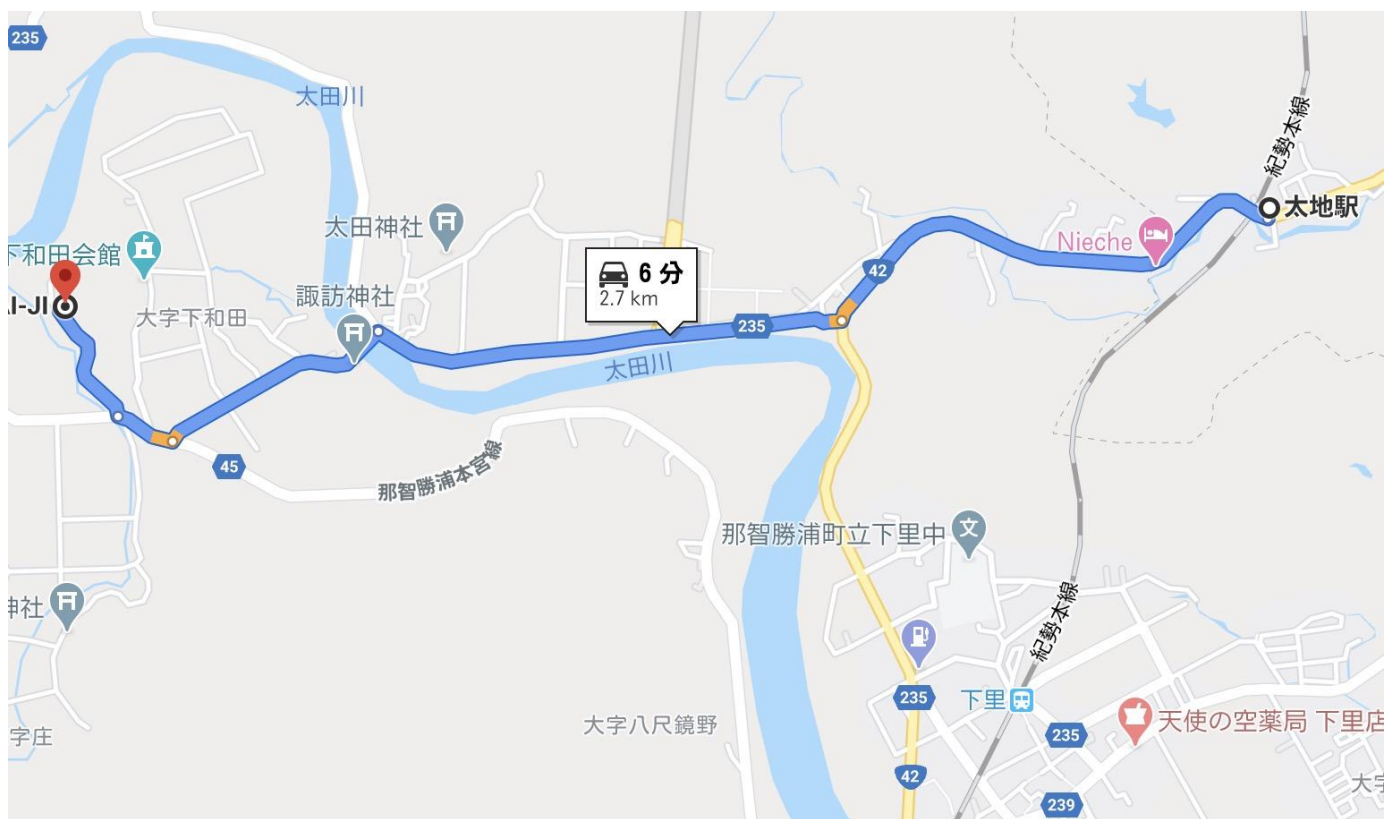 235
太田川
紀勢本線
太地駅
太田神社
Nieche
下和田会館
6 分
2.7 km
42
I-JI
諏訪神社
大字下和田
235
太田川
45
那智勝浦本宮線
那智勝浦町立下里中
文
神社
紀勢本線
235
下里
大字八尺鏡野
字庄
天使の空薬局 下里店
235
42
239
大字